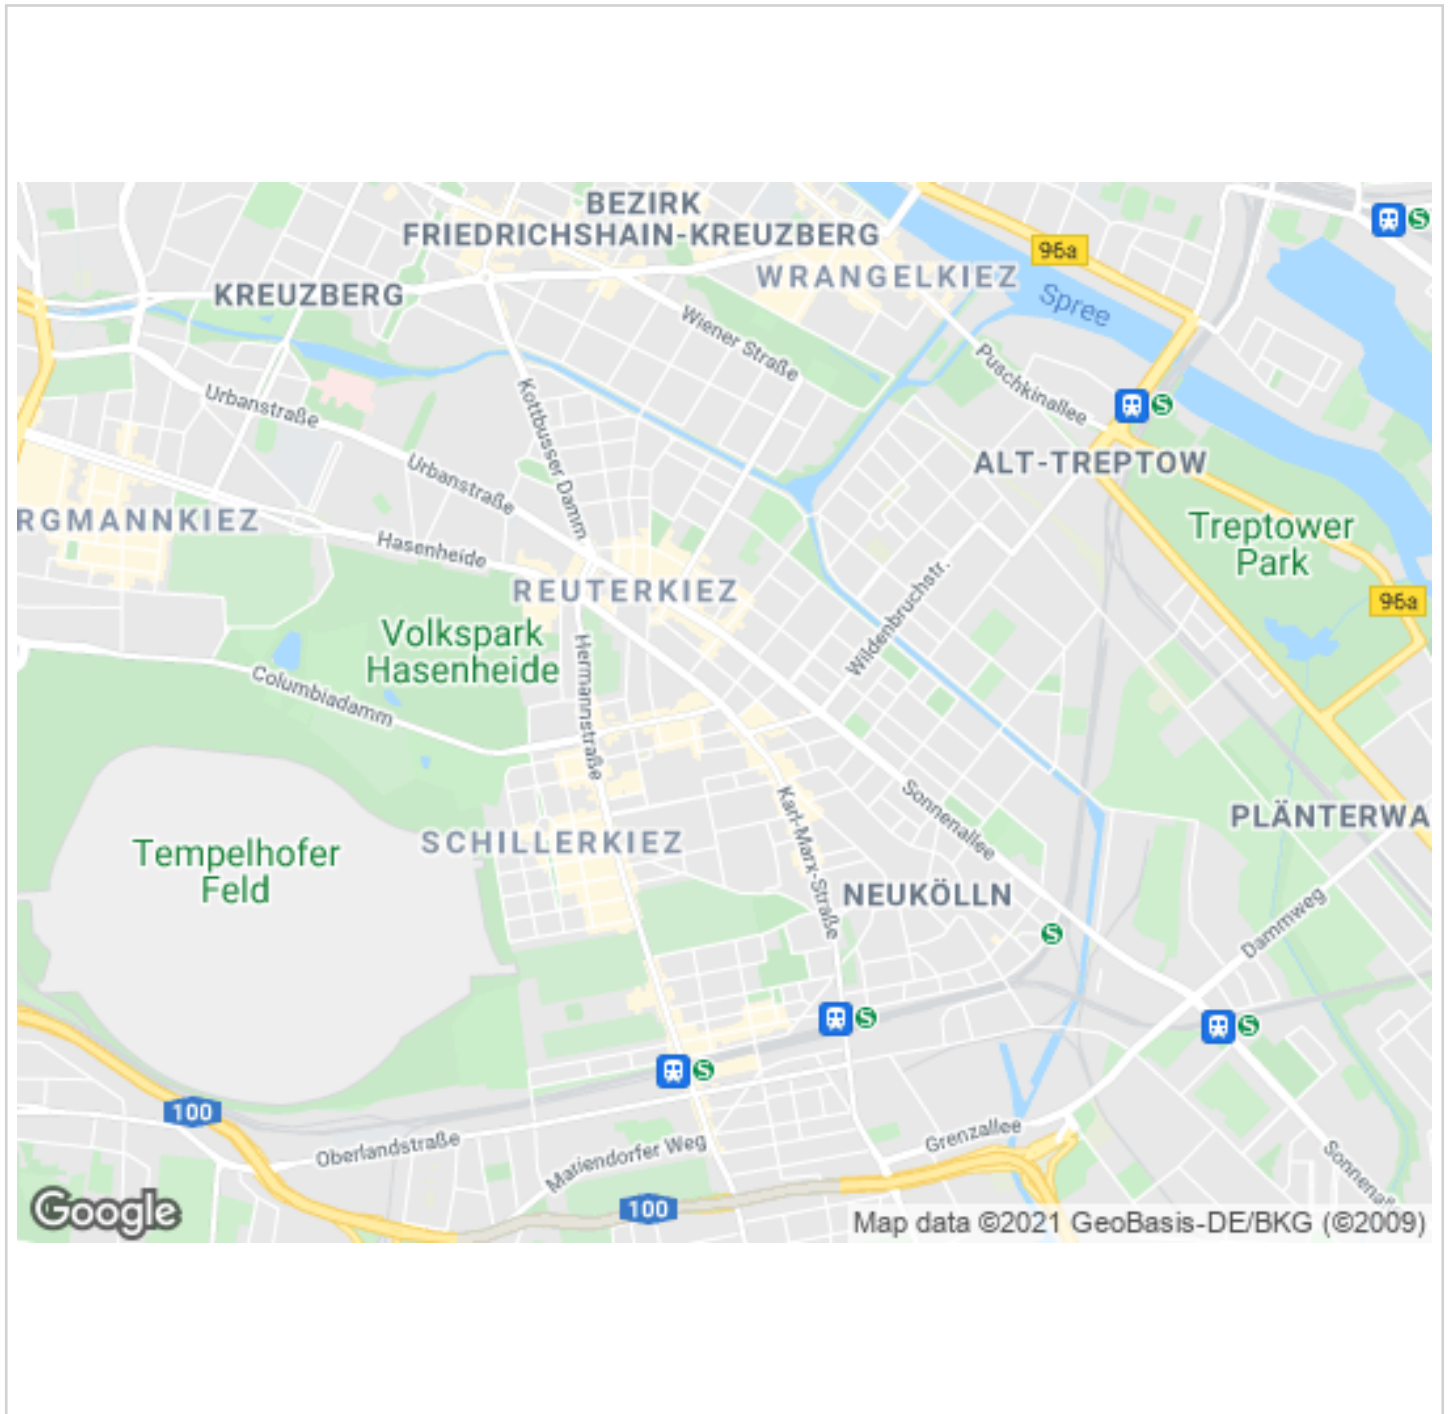 BEZIRK
FRIEDRICHSHAIN-KREUZBERG
S
96a
WRANGELKIEZ
KREUZBERG
Spree
Wiener Straße
Puschkinallee
Urbanstraße
Kottbusser Damm
S
ALT-TREPTOW
Urbanstraße
RGMANNKIEZ
Hasenheide
Treptower
Park
Wildenbruchstr.
REUTERKIEZ
96a
Volkspark
Hasenheide
Hermannstraße
Columbiadamm
Sonnenallee
Karl-Marx-Straße
PLÄNTERWA
SCHILLERKIEZ
Tempelhofer
Feld
NEUKÖLLN
Dammweg
S
S
S
S
100
Grenzallee
Oberlandstraße
Mariendorfer Weg
Sonnenal
100
Google
Map data ©2021 GeoBasis-DE/BKG (©2009)